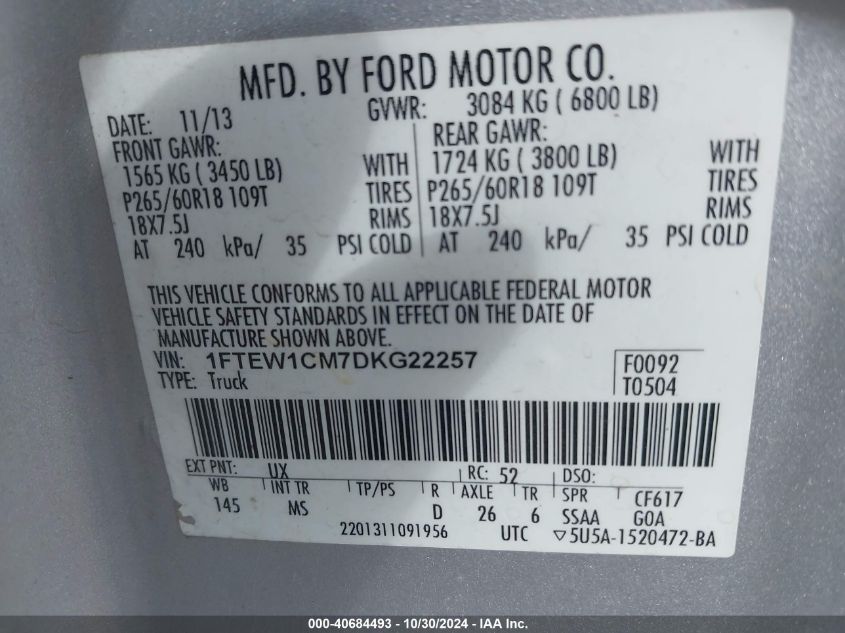 MFD. BY FORD MOTOR CO.
DATE: 11/13 GVWR: 3084 KG ( 6800 LB)
FRONT GAWR: REAR GAWR:
1565 KG ( 3450 LB) WITH 1724 KG ( 3800 LB) WITH
P265/60R18 109T TIRES P265/60R18 109T TIRES
18X7.5J RIMS 18X7.5J RIMS
AT 240 kPa/ 35 PSI COLD AT 240 kPa/ 35 PSI COLD
THIS VEHICLE CONFORMS TO ALL APPLICABLE FEDERAL MOTOR
VEHICLE SAFETY STANDARDS IN EFFECT ON THE DATE OF
MANUFACTURE SHOWN ABOVE.
VIN: 1FTEW1CM7DKG22257 F0092
TYPE: Truck T0504
EXT PNT: UX RC: 52 DSO:
WB INT TR TP/PS R AXLE TR SPR CF617
145 MS D 26 6 SSAA GOA
2201311091956 UTC ▽5U5A-1520472-BA
000-40684493 - 10/30/2024 - IAA Inc.